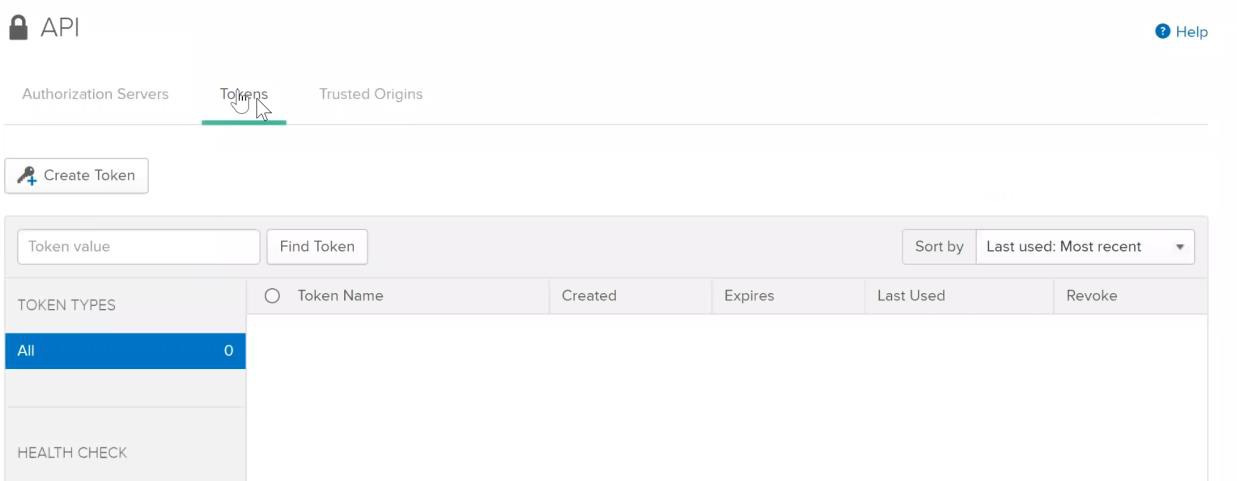 API
Help
Authorization Servers Tokens Trusted Origins
Create Token
Token value Find Token Sort by Last used: Most recent
TOKEN TYPES Token Name Created Expires Last Used Revoke
All 0
HEALTH CHECK